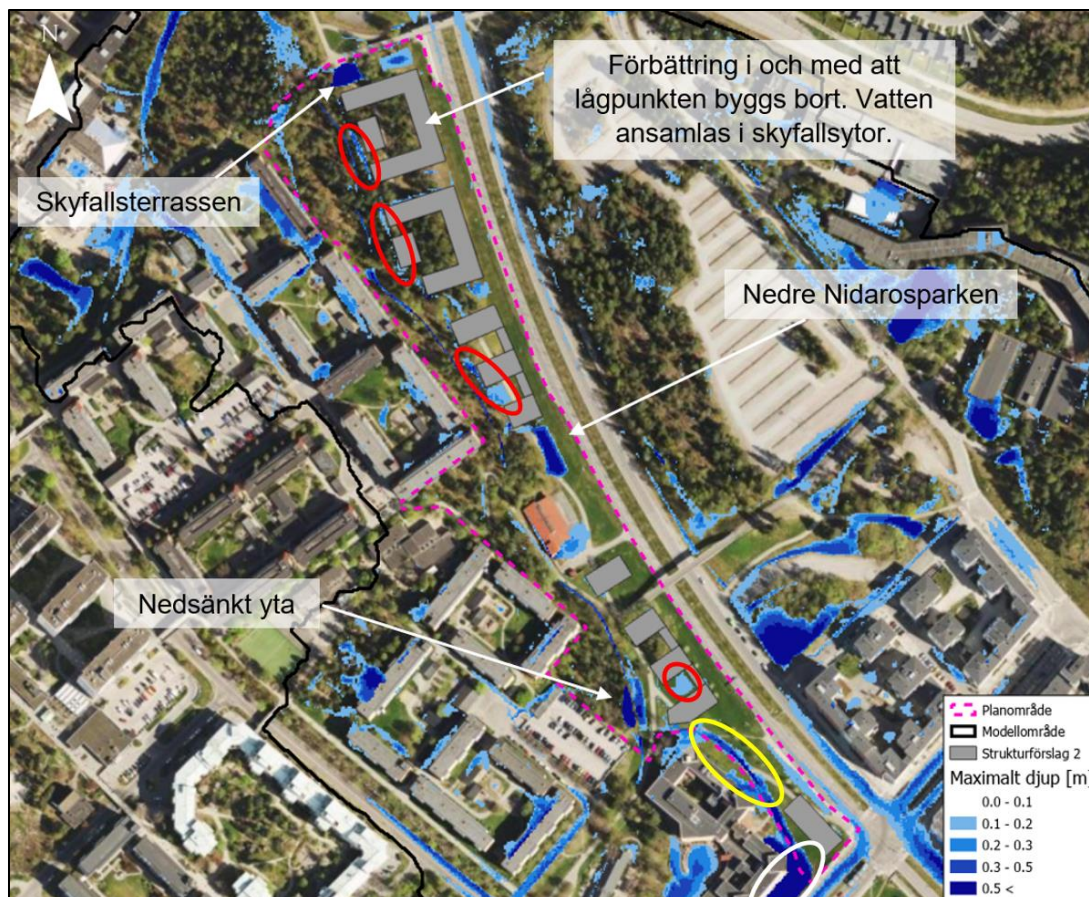 N
Förbättring i och med att
lågpunkten byggs bort. Vatten
ansamlas i skyfallsytor.
Skyfallsterrassen
Nedre Nidarosparken
Nedsänkt yta
Planområde
Modellområde
Strukturförslag 2
Maximalt djup [m]
0.0 - 0.1
0.1 - 0.2
0.2 - 0.3
0.3 - 0.5
0.5 <